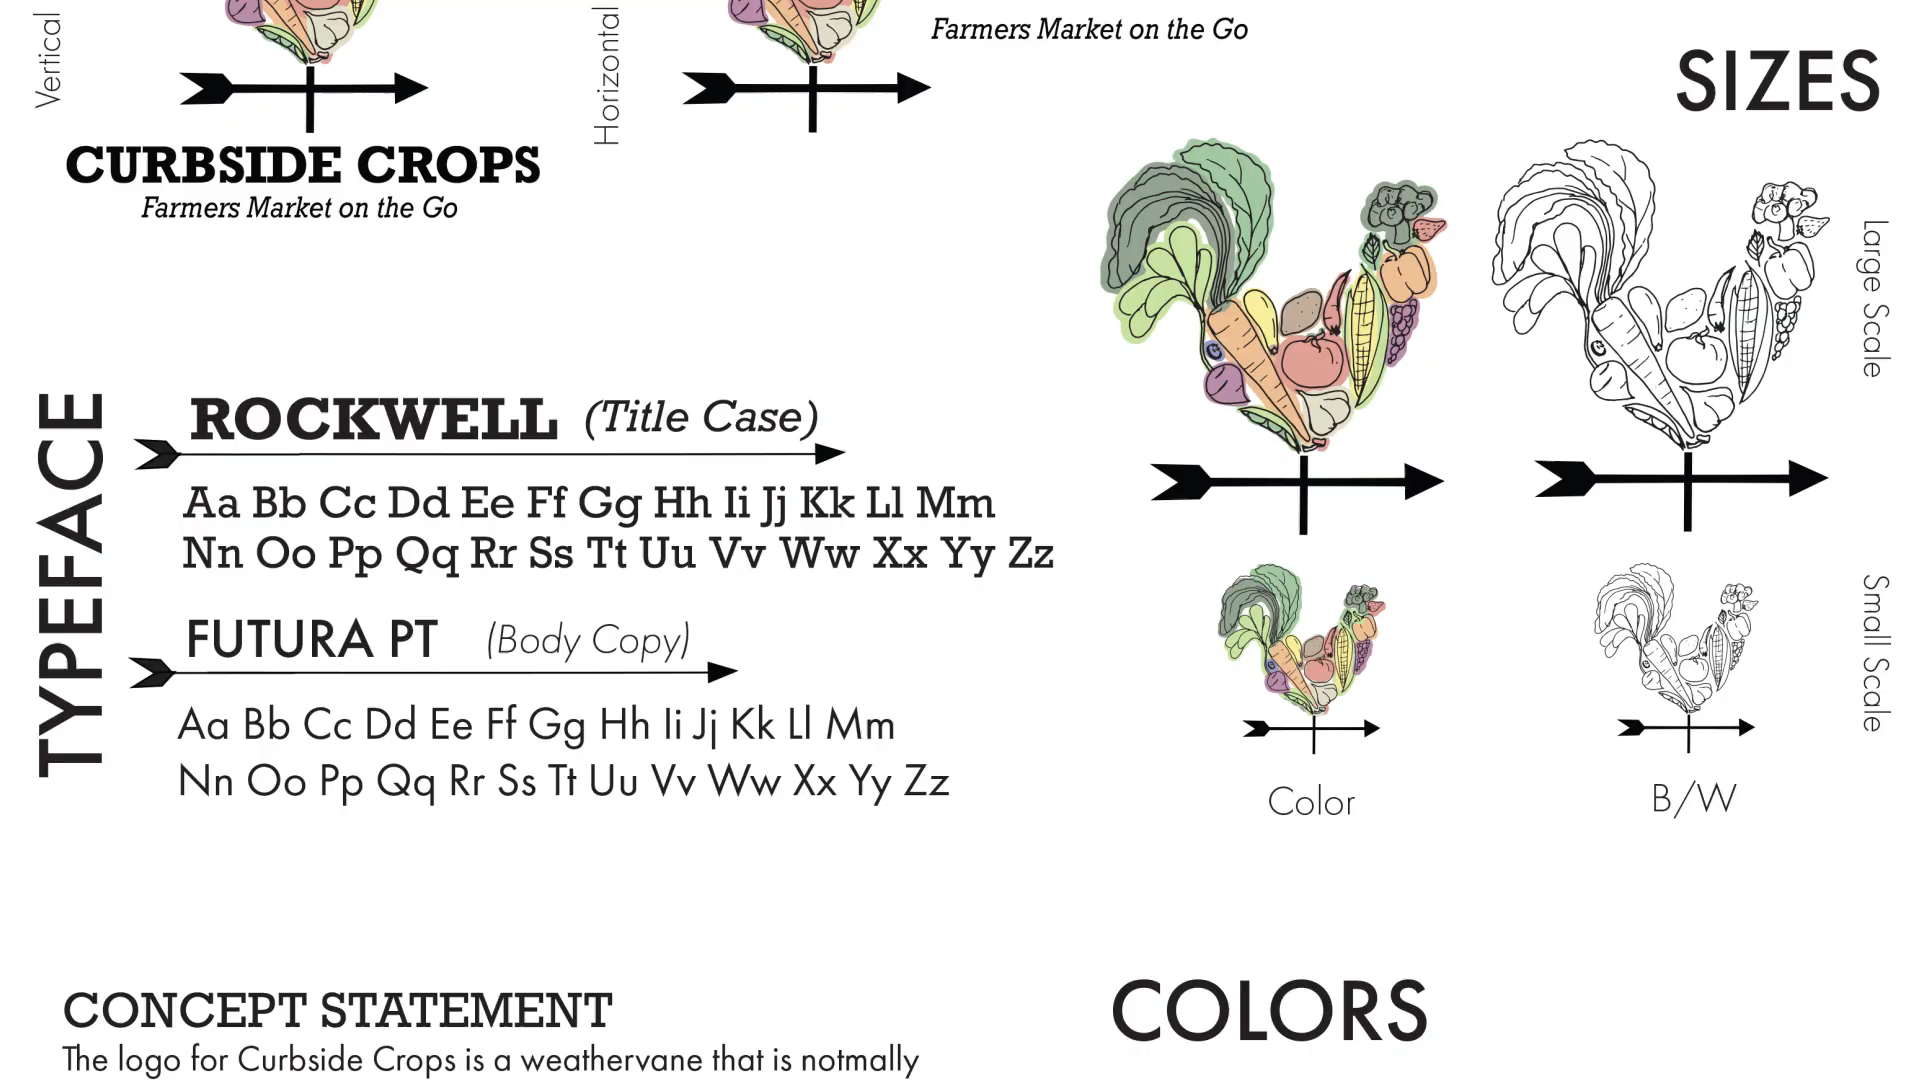 Vertical
CURBSIDE CROPS
Farmers Market on the Go
Horizontal
Farmers Market on the Go
SIZES
Large Scale
Small Scale
Color
B/W
TYPEFACE
ROCKWELL (Title Case)
Aa Bb Cc Dd Ee Ff Gg Hh Ii Jj Kk Ll Mm
Nn Oo Pp Qq Rr Ss Tt Uu Vv Ww Xx Yy Zz
FUTURA PT (Body Copy)
Aa Bb Cc Dd Ee Ff Gg Hh Ii Jj Kk Ll Mm
Nn Oo Pp Qq Rr Ss Tt Uu Vv Ww Xx Yy Zz
CONCEPT STATEMENT
The logo for Curbside Crops is a weathervane that is notmally
COLORS